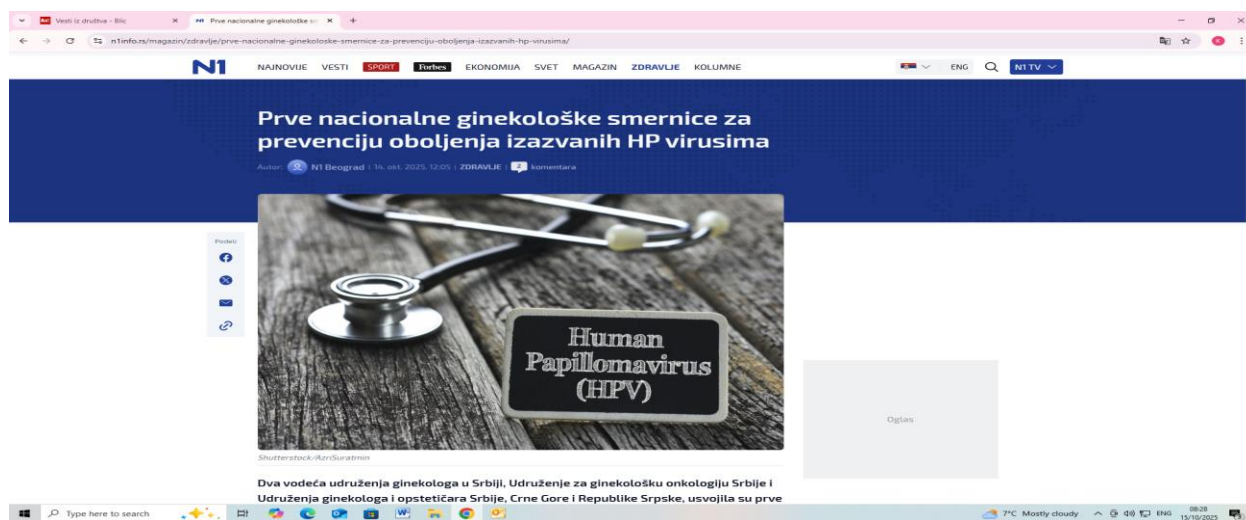 Vesti iz društva - Blic
N1 Prve nacionalne ginekološke sm
n1info.rs/magazin/zdravlje/prve-nacionalne-ginekoloske-smernice-za-prevenciju-oboljenja-izazvanih-hp-virusima/
N1 NAJNOVIJE VESTI SPORT Forbes EKONOMIJA SVET MAGAZIN ZDRAVLJE KOLUMNE ENG N1 TV
Prve nacionalne ginekološke smernice za
prevenciju oboljenja izazvanih HP virusima
Autor: N1 Beograd | 14. okt. 2025. 12:05 | ZDRAVLJE | 2 komentara
Podeli
Human
Papillomavirus
(HPV)
Oglas
Shutterstock/AzriSuratmin
Dva vodeća udruženja ginekologa u Srbiji, Udruženje za ginekološku onkologiju Srbije i
Udruženja ginekologa i opstetičara Srbije, Crne Gore i Republike Srpske, usvojila su prve
Type here to search 7°C Mostly cloudy ENG 08:28
15/10/2025